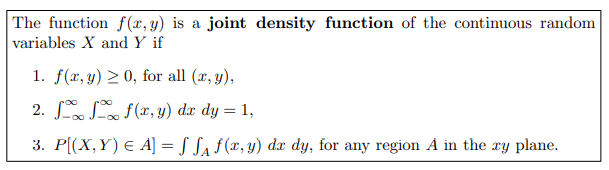 The function f(x, y) is a joint density function of the continuous random
variables X and Y if
1. f(x, y) ≥ 0, for all (x, y),
2. ∫_{-∞}^{∞} ∫_{-∞}^{∞} f(x, y) dx dy = 1,
3. P[(X, Y) ∈ A] = ∫ ∫_A f(x, y) dx dy, for any region A in the xy plane.